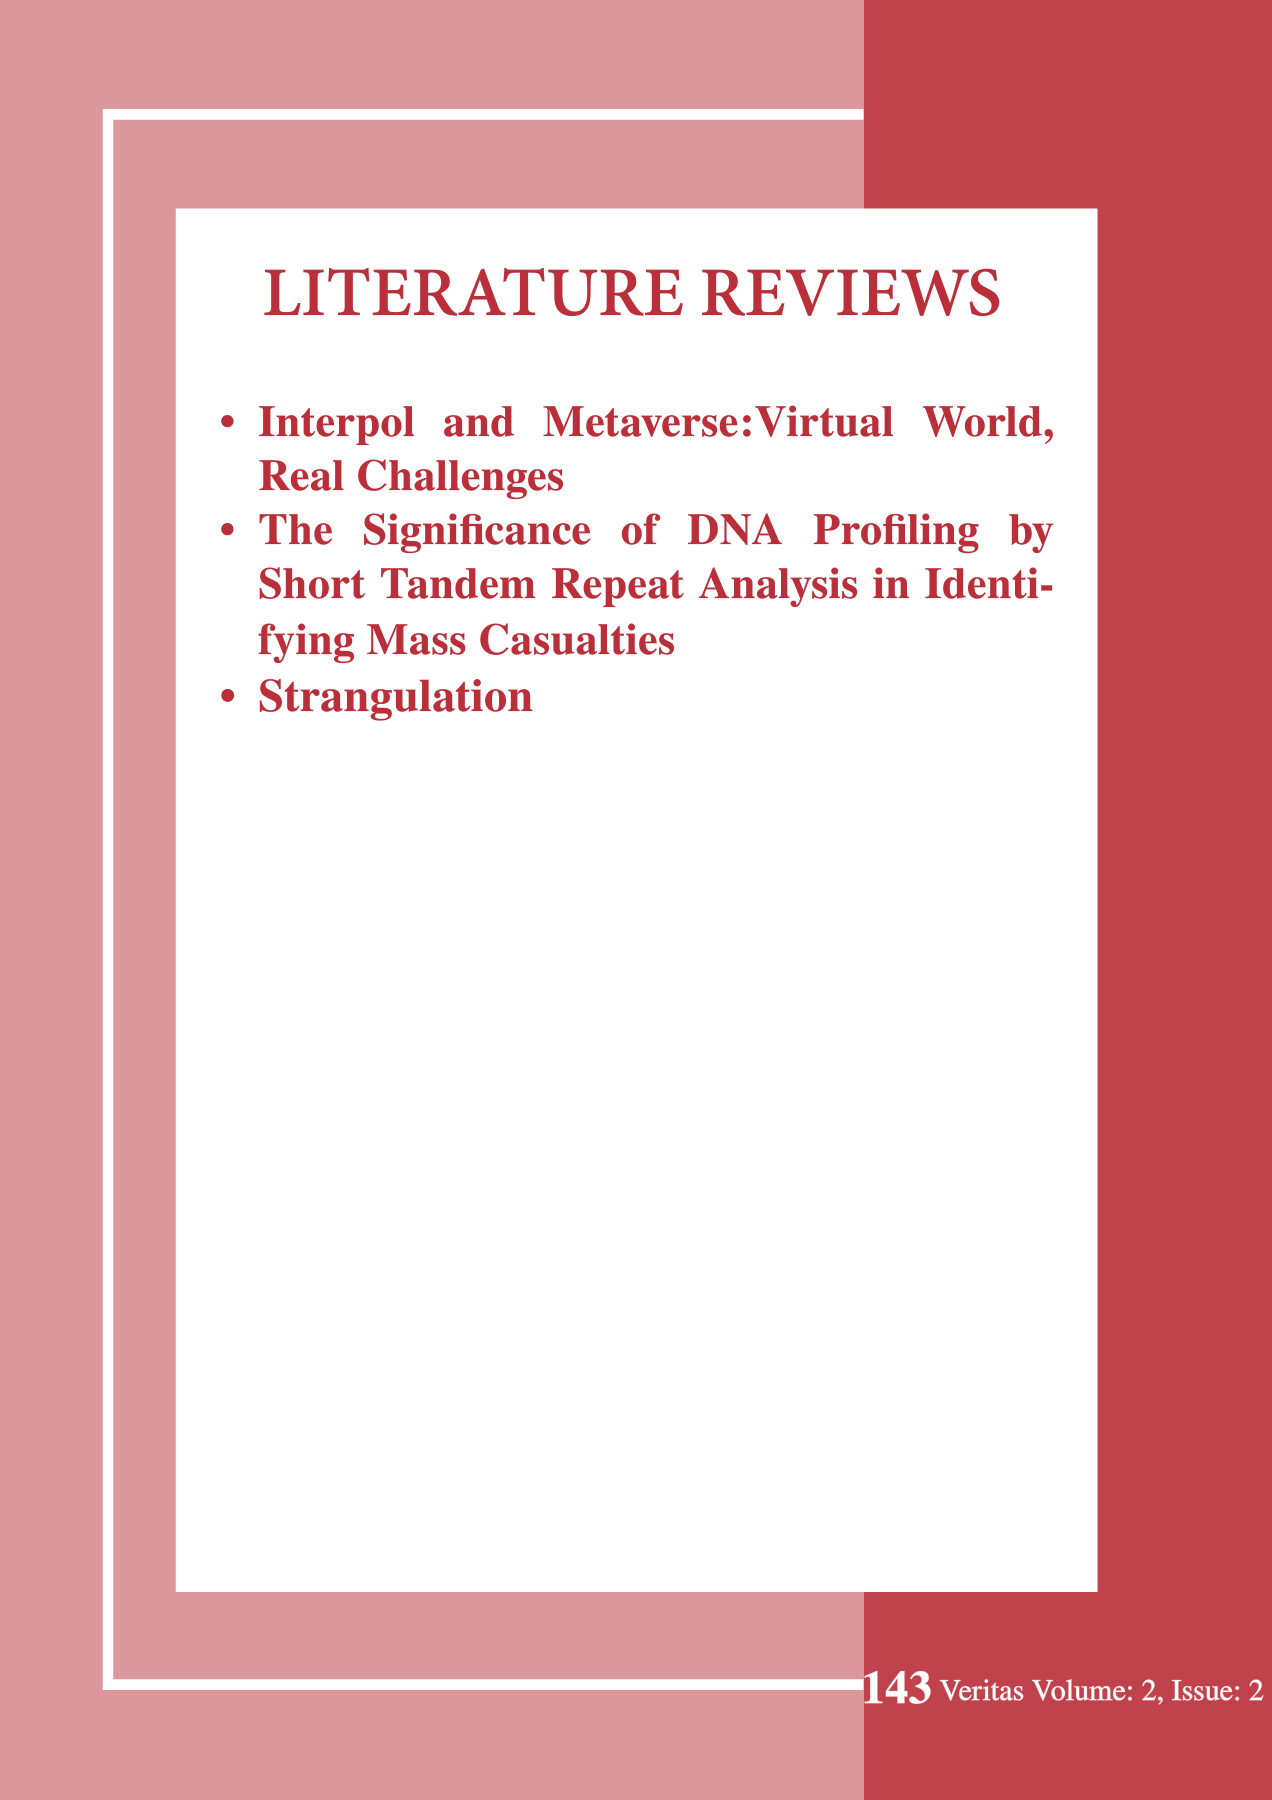 LITERATURE REVIEWS
• Interpol and Metaverse:Virtual World,
Real Challenges
• The Significance of DNA Profiling by
Short Tandem Repeat Analysis in Identi-
fying Mass Casualties
• Strangulation
143 Veritas Volume: 2, Issue: 2